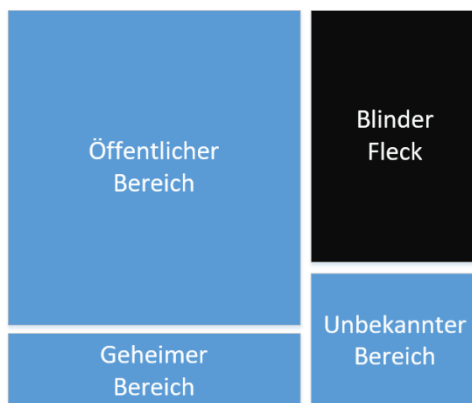 Öffentlicher
Bereich
Blinder
Fleck
Geheimer
Bereich
Unbekannter
Bereich